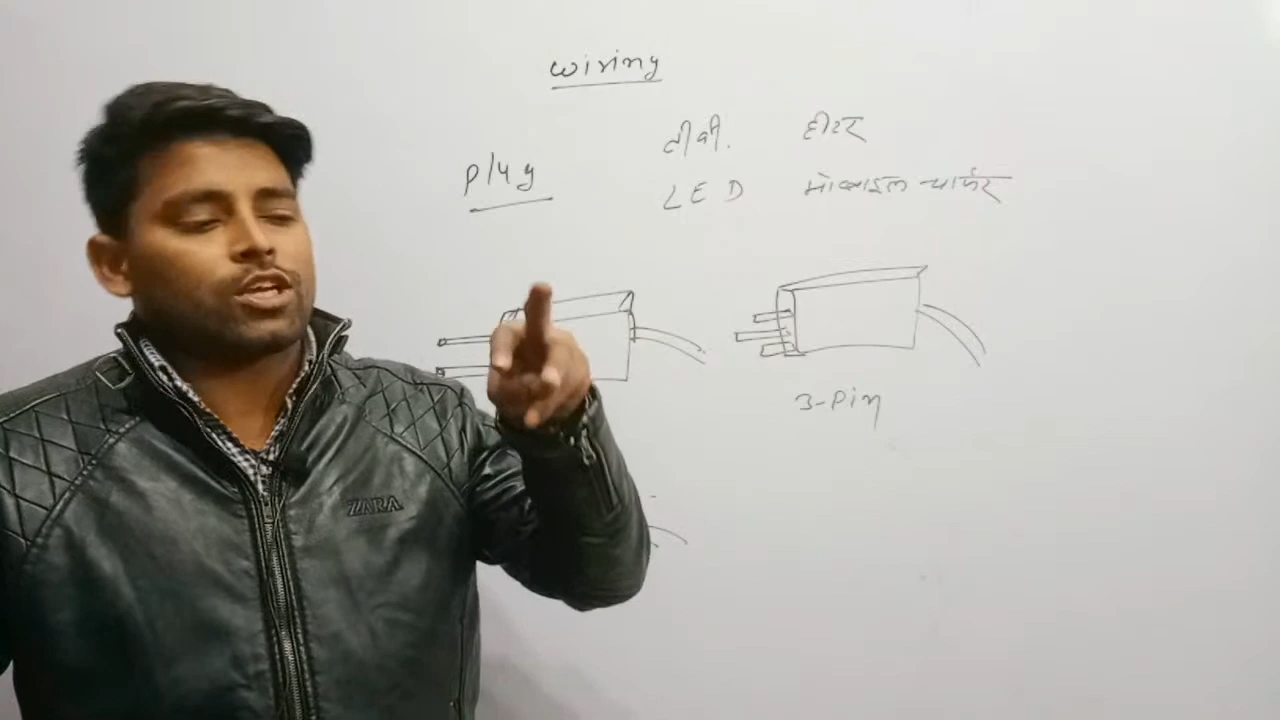 wiring
टीवी. हीटर
Plug
LED मोबाइल चार्जर
3-Pin
ZARA